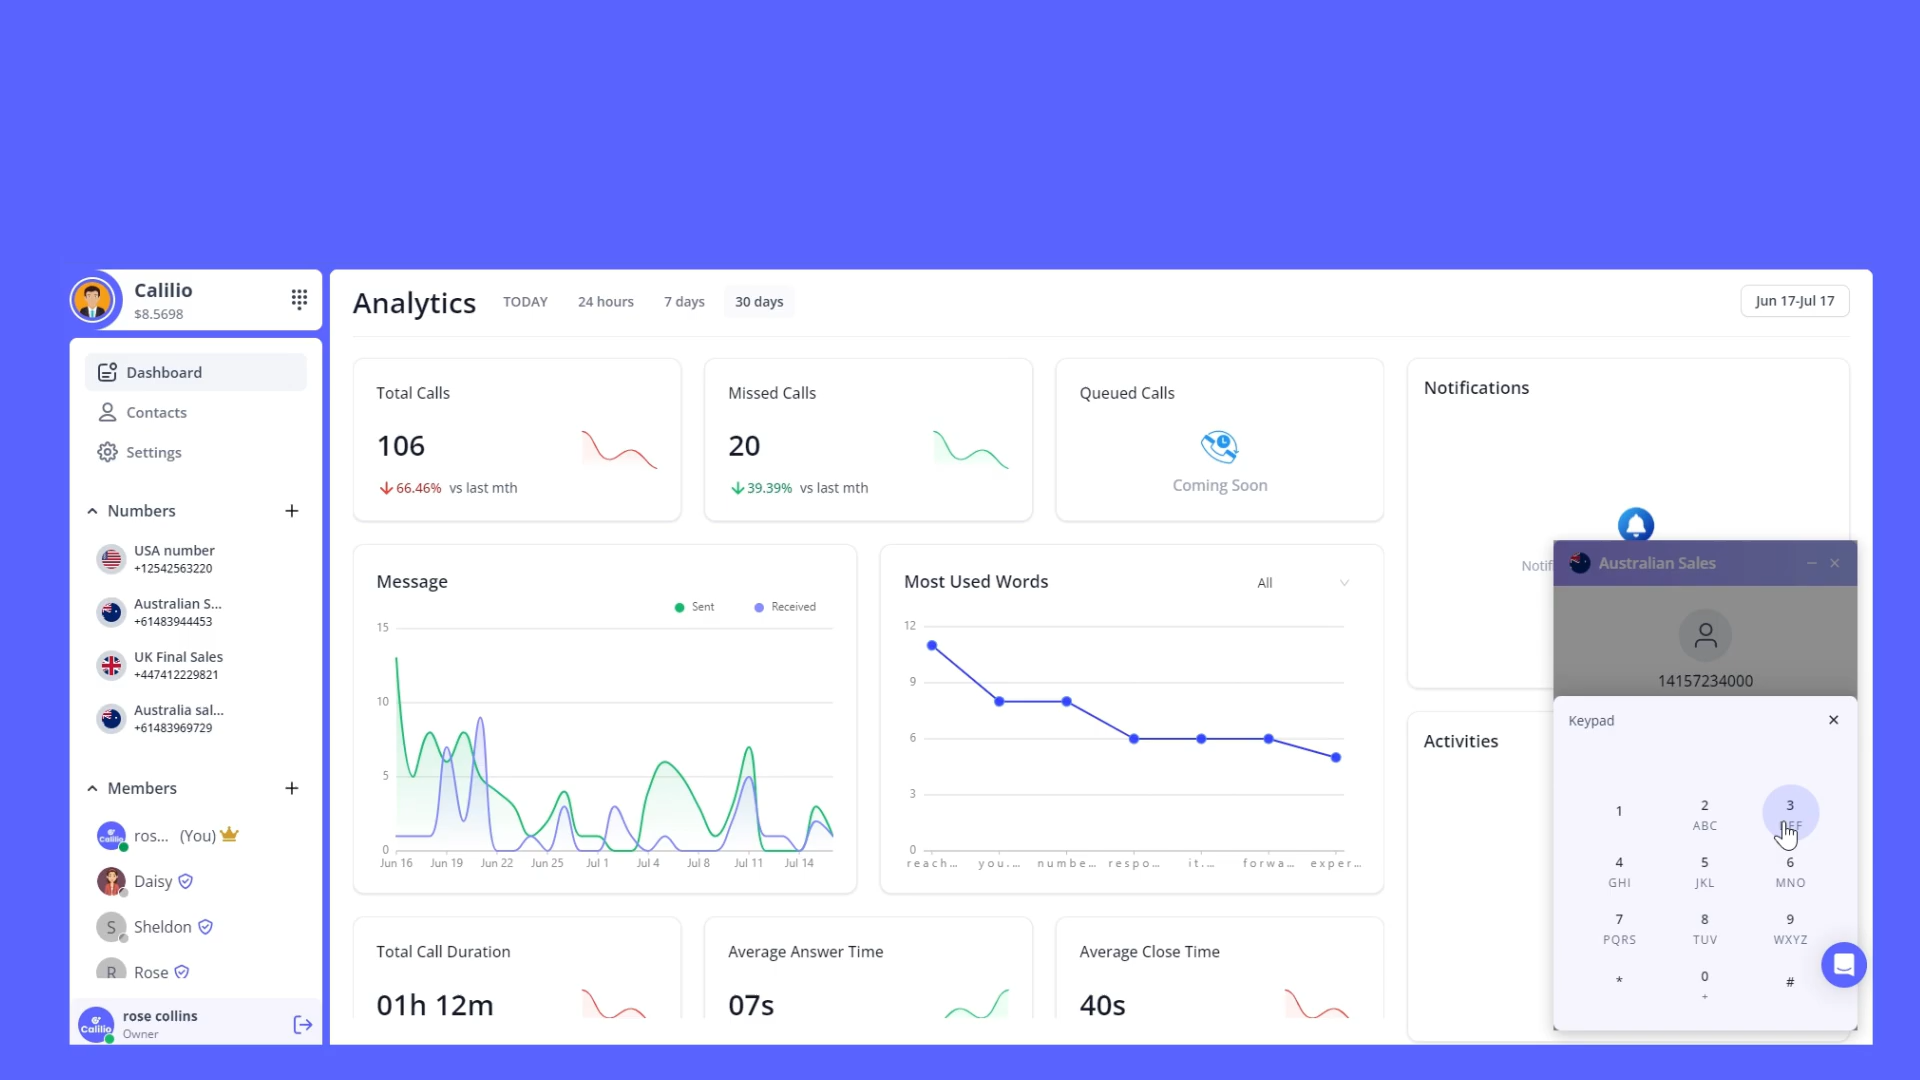 Calilio
$8.5698
Dashboard
Contacts
Settings
Numbers
USA number
+12542563220
Australian S...
+61483944453
UK Final Sales
+447412229821
Australia sal...
+61483969729
Members
ros... (You)
Daisy
S Sheldon
R Rose
Calilio
rose collins
Owner
Analytics TODAY 24 hours 7 days 30 days
Jun 17-Jul 17
Total Calls
106
66.46% vs last mth
Missed Calls
20
39.39% vs last mth
Queued Calls
Coming Soon
Message
Sent Received
15
10
5
0
Jun 16 Jun 19 Jun 22 Jun 25 Jul 1 Jul 4 Jul 8 Jul 11 Jul 14
Most Used Words
All
12
9
6
3
0
reach... you.... numbe... respo... it.... forwa... exper...
Total Call Duration
01h 12m
Average Answer Time
07s
Average Close Time
40s
Notifications
Notif
Activities
Australian Sales
14157234000
Keypad
1 2 3
ABC DEF
4 5 6
GHI JKL MNO
7 8 9
PQRS TUV WXYZ
* 0 #
+